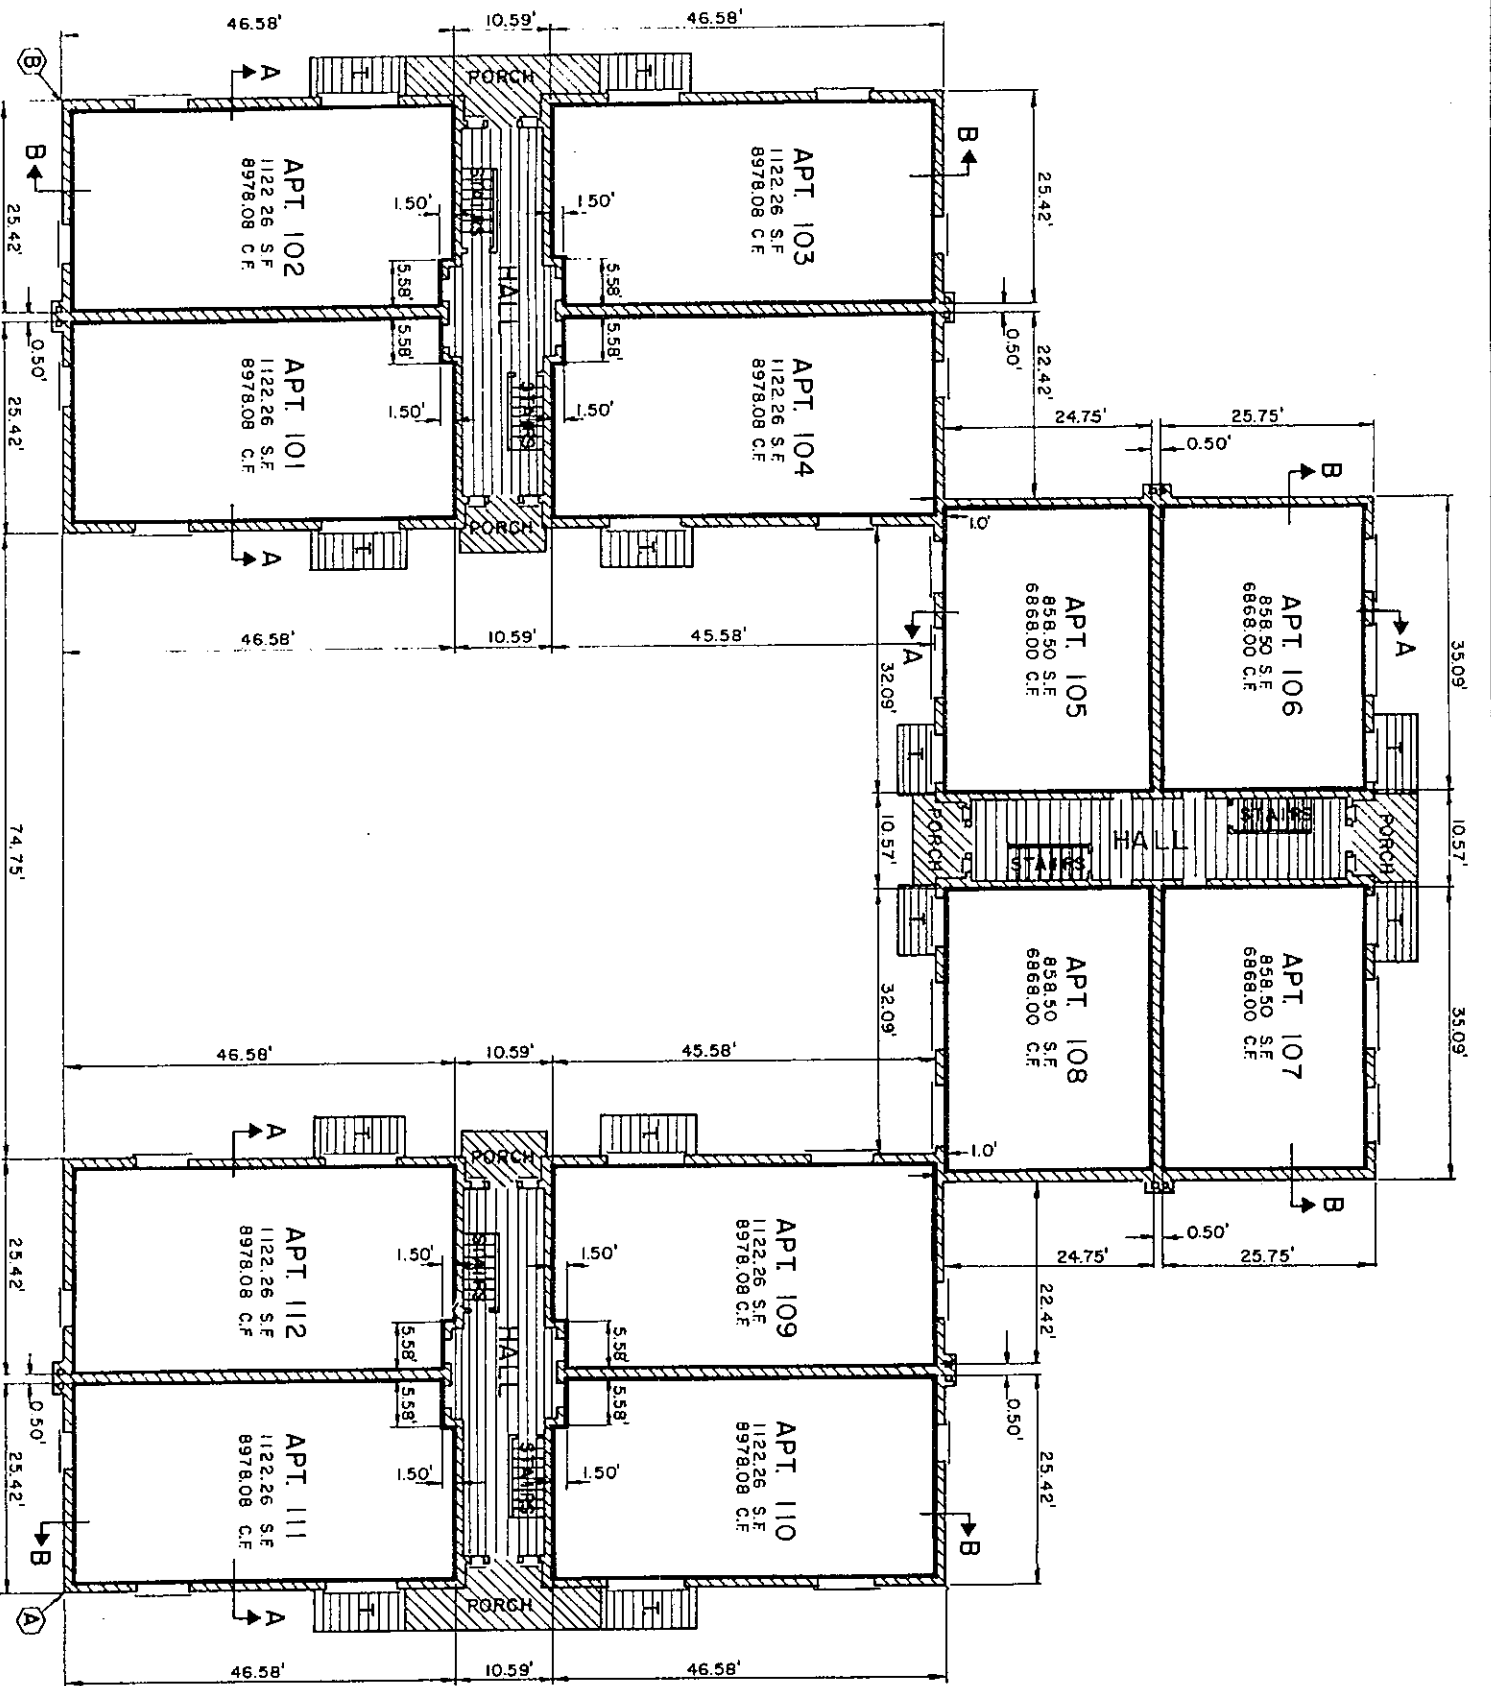 46.58'
10.59'
46.58'
B
A
PORCH
T
T
B
B
25.42'
APT. 102
1122.26 S.F
8978.08 C.F.
APT. 103
1122.26 S.F
8978.08 C.F.
STAIRS
1.50'
1.50'
25.42'
5.58'
5.58'
HALL
0.50'
0.50'
5.58'
5.58'
22.42'
APT. 101
1122.26 S.F.
8978.08 C.F.
APT. 104
1122.26 S.F.
8978.08 C.F.
STAIRS
1.50'
1.50'
25.42'
24.75'
25.75'
0.50'
B
PORCH
T
T
A
1.0'
46.58'
10.59'
45.58'
A
A
APT. 105
858.50 S.F.
6868.00 C.F.
APT. 106
858.50 S.F.
6868.00 C.F.
35.09'
32.09'
T
T
74.75'
10.57'
PORCH
STAIRS
HALL
STAIRS
PORCH
10.57'
T
T
32.09'
APT. 108
858.50 S.F.
6868.00 C.F.
APT. 107
858.50 S.F.
6868.00 C.F.
35.09'
46.58'
10.59'
45.58'
A
T
PORCH
T
1.0'
B
0.50'
24.75'
25.75'
25.42'
APT. 112
1122.26 S.F
8978.08 C.F
APT. 109
1122.26 S.F.
8978.08 C.F.
STAIRS
1.50'
1.50'
22.42'
5.58'
5.58'
HALL
0.50'
0.50'
5.58'
5.58'
25.42'
APT. 111
1122.26 S.F.
8978.08 C.F.
APT. 110
1122.26 S.F.
8978.08 C.F.
STAIRS
1.50'
1.50'
25.42'
B
B
A
A
T
PORCH
T
46.58'
10.59'
46.58'